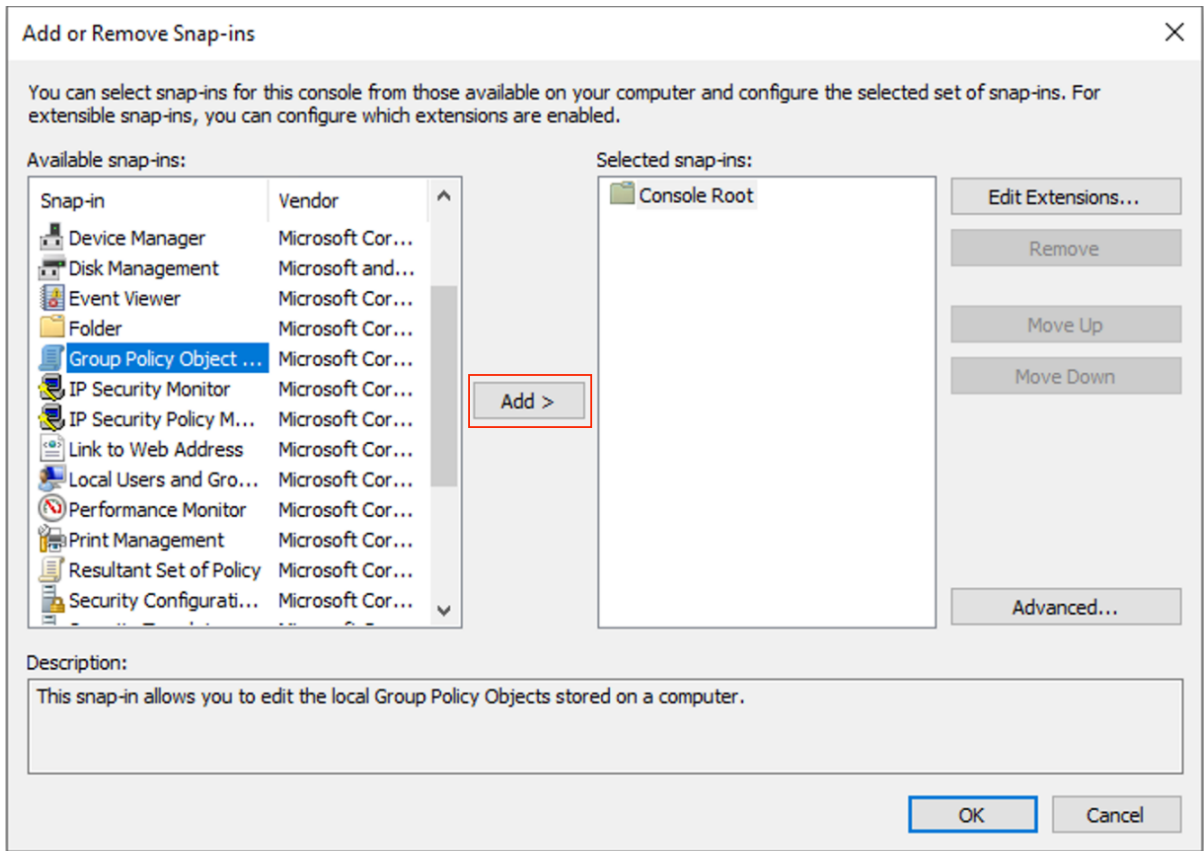 Add or Remove Snap-ins
You can select snap-ins for this console from those available on your computer and configure the selected set of snap-ins. For
extensible snap-ins, you can configure which extensions are enabled.
Available snap-ins:
Snap-in Vendor
Device Manager Microsoft Cor...
Disk Management Microsoft and...
Event Viewer Microsoft Cor...
Folder Microsoft Cor...
Group Policy Object ... Microsoft Cor...
IP Security Monitor Microsoft Cor...
IP Security Policy M... Microsoft Cor...
Link to Web Address Microsoft Cor...
Local Users and Gro... Microsoft Cor...
Performance Monitor Microsoft Cor...
Print Management Microsoft Cor...
Resultant Set of Policy Microsoft Cor...
Security Configurati... Microsoft Cor...
Add >
Selected snap-ins:
Console Root
Edit Extensions...
Remove
Move Up
Move Down
Advanced...
Description:
This snap-in allows you to edit the local Group Policy Objects stored on a computer.
OK
Cancel